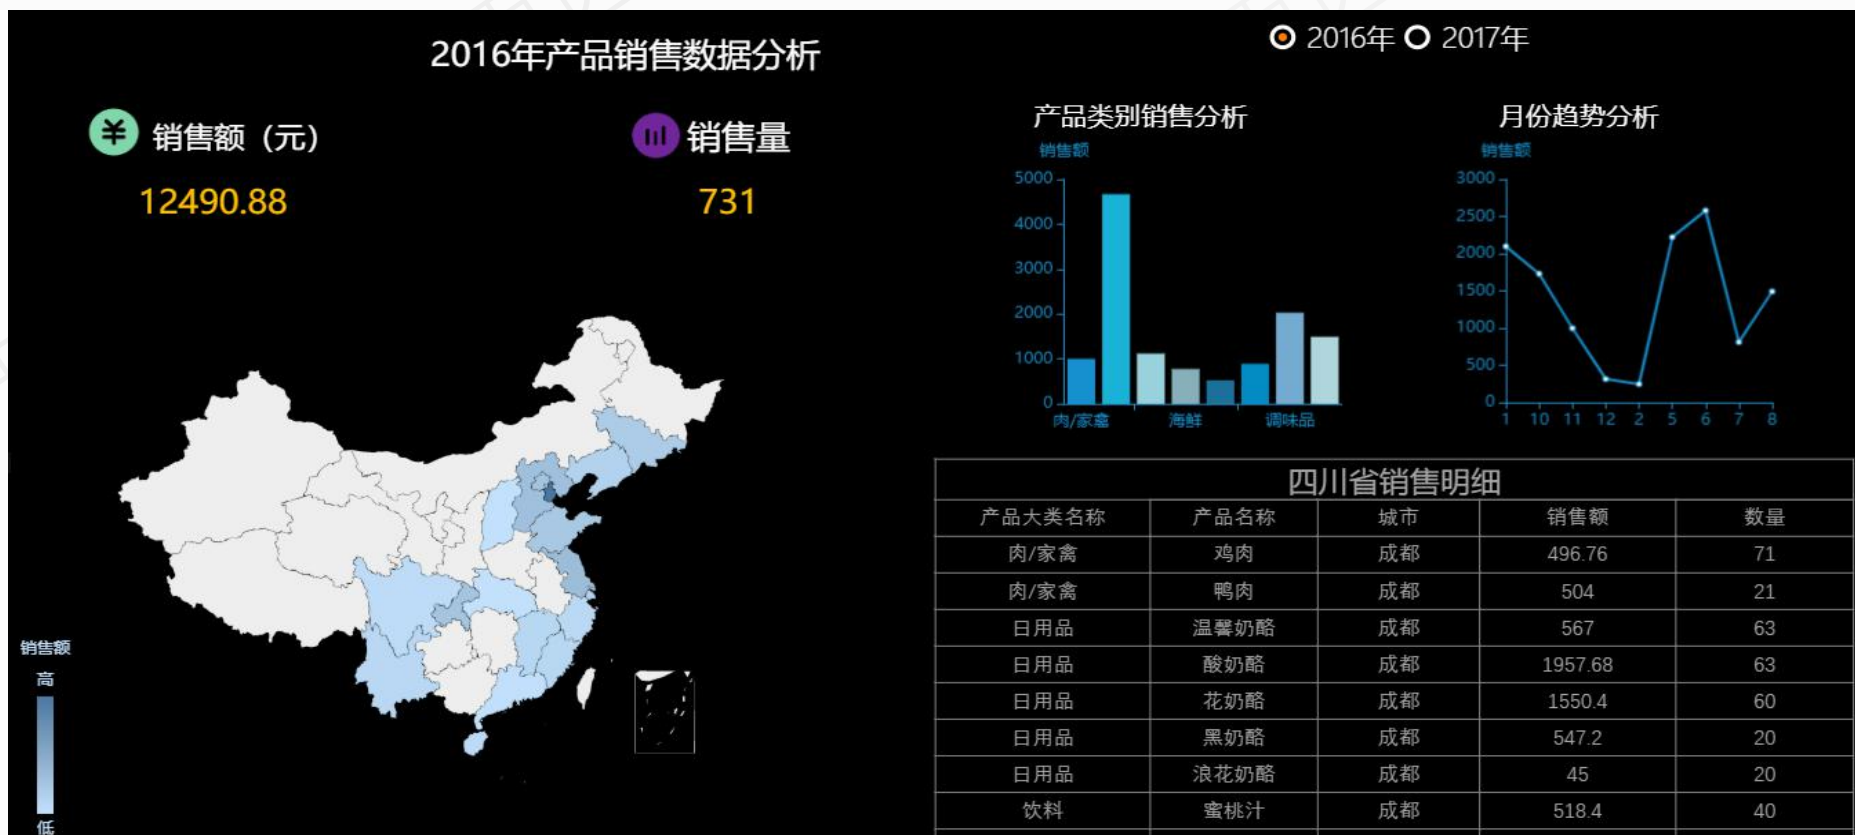 2016年产品销售数据分析
2016年 2017年
销售额（元）
12490.88
销售量
731
销售额
高
低
产品类别销售分析
销售额
5000
4000
3000
2000
1000
0
肉/家禽 海鲜 调味品
月份趋势分析
销售额
3000
2500
2000
1500
1000
500
0
1 10 11 12 2 5 6 7 8
四川省销售明细
产品大类名称 产品名称 城市 销售额 数量
肉/家禽 鸡肉 成都 496.76 71
肉/家禽 鸭肉 成都 504 21
日用品 温馨奶酪 成都 567 63
日用品 酸奶酪 成都 1957.68 63
日用品 花奶酪 成都 1550.4 60
日用品 黑奶酪 成都 547.2 20
日用品 浪花奶酪 成都 45 20
饮料 蜜桃汁 成都 518.4 40